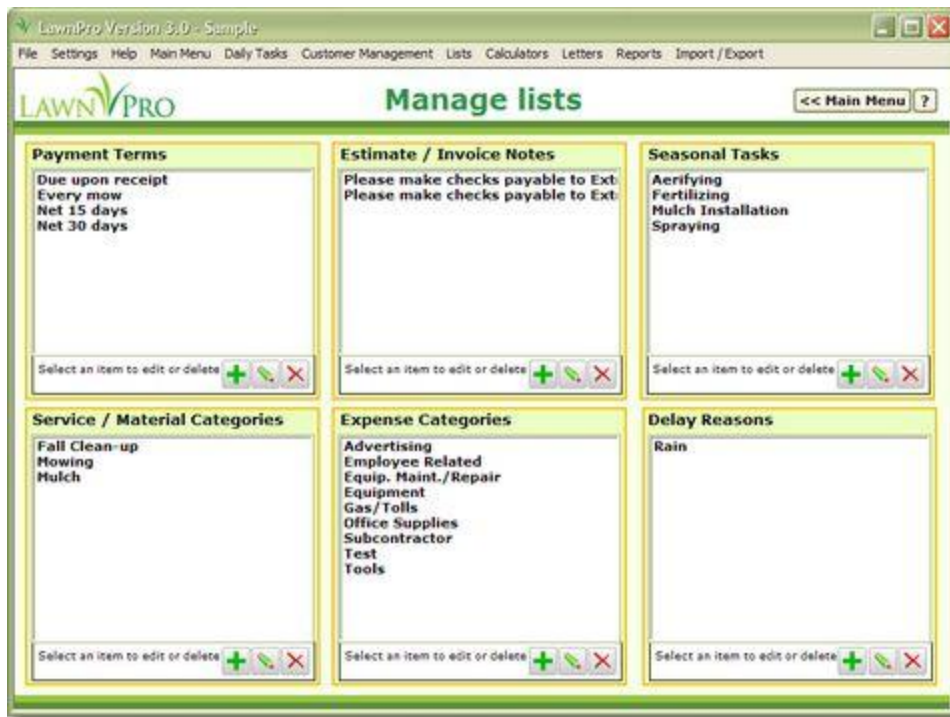 LawnPro Version 3.0 - Sample
File Settings Help Main Menu Daily Tasks Customer Management Lists Calculators Letters Reports Import / Export
LAWNPRO
Manage lists
<< Main Menu ?
Payment Terms
Due upon receipt
Every mow
Net 15 days
Net 30 days
Select an item to edit or delete
Estimate / Invoice Notes
Please make checks payable to Ext
Please make checks payable to Ext
Select an item to edit or delete
Seasonal Tasks
Aerifying
Fertilizing
Mulch Installation
Spraying
Select an item to edit or delete
Service / Material Categories
Fall Clean-up
Mowing
Mulch
Select an item to edit or delete
Expense Categories
Advertising
Employee Related
Equip. Maint./Repair
Equipment
Gas/Tolls
Office Supplies
Subcontractor
Test
Tools
Select an item to edit or delete
Delay Reasons
Rain
Select an item to edit or delete